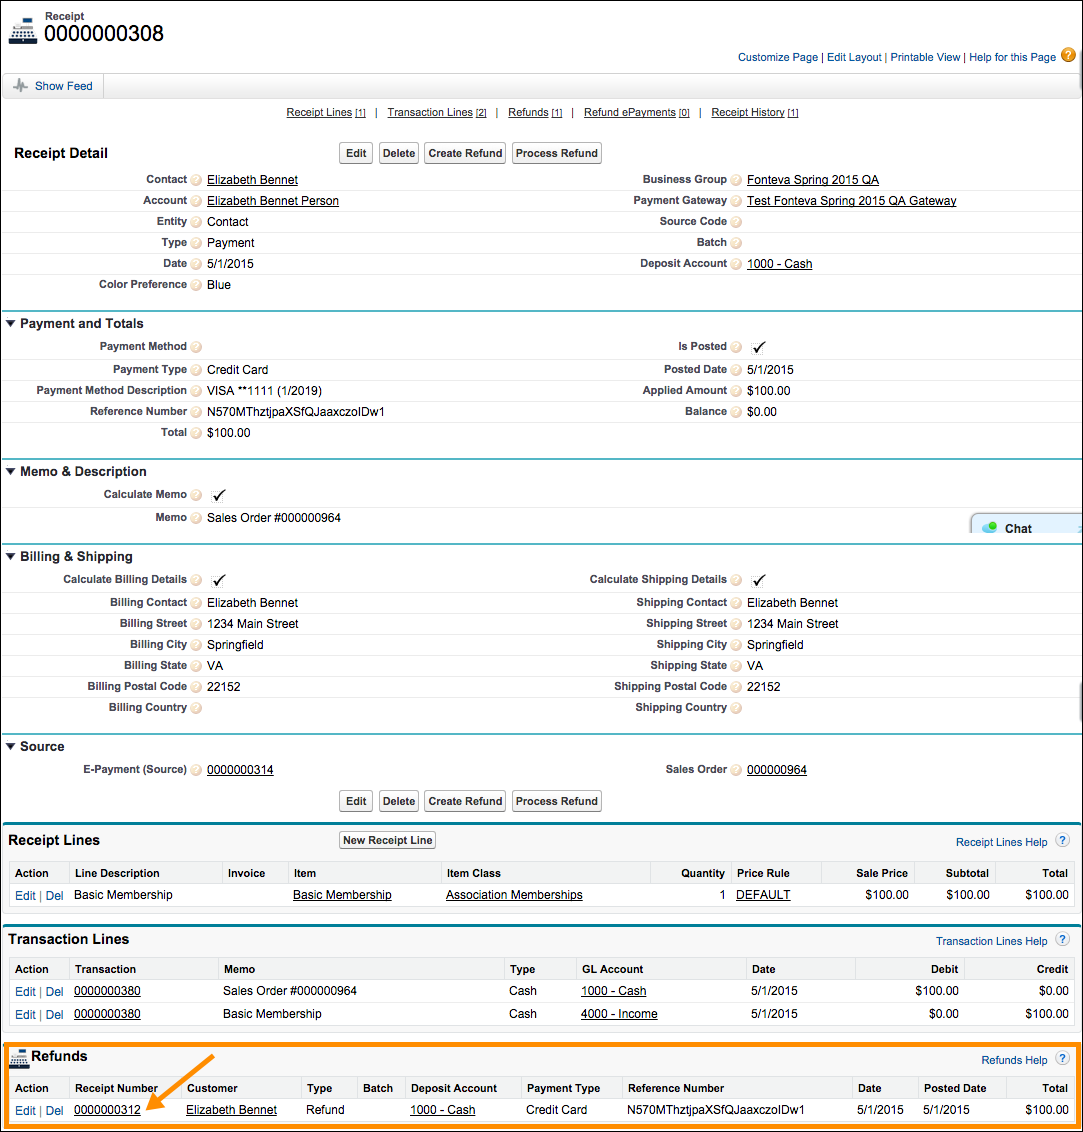 Receipt
0000000308
Customize Page | Edit Layout | Printable View | Help for this Page ?
Show Feed
Receipt Lines [1] | Transaction Lines [2] | Refunds [1] | Refund ePayments [0] | Receipt History [1]
Receipt Detail Edit Delete Create Refund Process Refund
Contact ? Elizabeth Bennet Business Group ? Fonteva Spring 2015 QA
Account ? Elizabeth Bennet Person Payment Gateway ? Test Fonteva Spring 2015 QA Gateway
Entity ? Contact Source Code ?
Type ? Payment Batch ?
Date ? 5/1/2015 Deposit Account ? 1000 - Cash
Color Preference ? Blue
Payment and Totals
Payment Method ? Is Posted ? ✓
Payment Type ? Credit Card Posted Date ? 5/1/2015
Payment Method Description ? VISA **1111 (1/2019) Applied Amount ? $100.00
Reference Number ? N570MThztjpaXSfQJaaxczoIDw1 Balance ? $0.00
Total ? $100.00
Memo & Description
Calculate Memo ? ✓
Memo ? Sales Order #000000964
Chat
Billing & Shipping
Calculate Billing Details ? ✓ Calculate Shipping Details ? ✓
Billing Contact ? Elizabeth Bennet Shipping Contact ? Elizabeth Bennet
Billing Street ? 1234 Main Street Shipping Street ? 1234 Main Street
Billing City ? Springfield Shipping City ? Springfield
Billing State ? VA Shipping State ? VA
Billing Postal Code ? 22152 Shipping Postal Code ? 22152
Billing Country ? Shipping Country ?
Source
E-Payment (Source) ? 0000000314 Sales Order ? 000000964
Edit Delete Create Refund Process Refund
Receipt Lines New Receipt Line Receipt Lines Help ?
Action Line Description Invoice Item Item Class Quantity Price Rule Sale Price Subtotal Total
Edit | Del Basic Membership Basic Membership Association Memberships 1 DEFAULT $100.00 $100.00 $100.00
Transaction Lines Transaction Lines Help ?
Action Transaction Memo Type GL Account Date Debit Credit
Edit | Del 0000000380 Sales Order #000000964 Cash 1000 - Cash 5/1/2015 $100.00 $0.00
Edit | Del 0000000380 Basic Membership Cash 4000 - Income 5/1/2015 $0.00 $100.00
Refunds Refunds Help ?
Action Receipt Number Customer Type Batch Deposit Account Payment Type Reference Number Date Posted Date Total
Edit | Del 0000000312 Elizabeth Bennet Refund 1000 - Cash Credit Card N570MThztjpaXSfQJaaxczoIDw1 5/1/2015 5/1/2015 $100.00